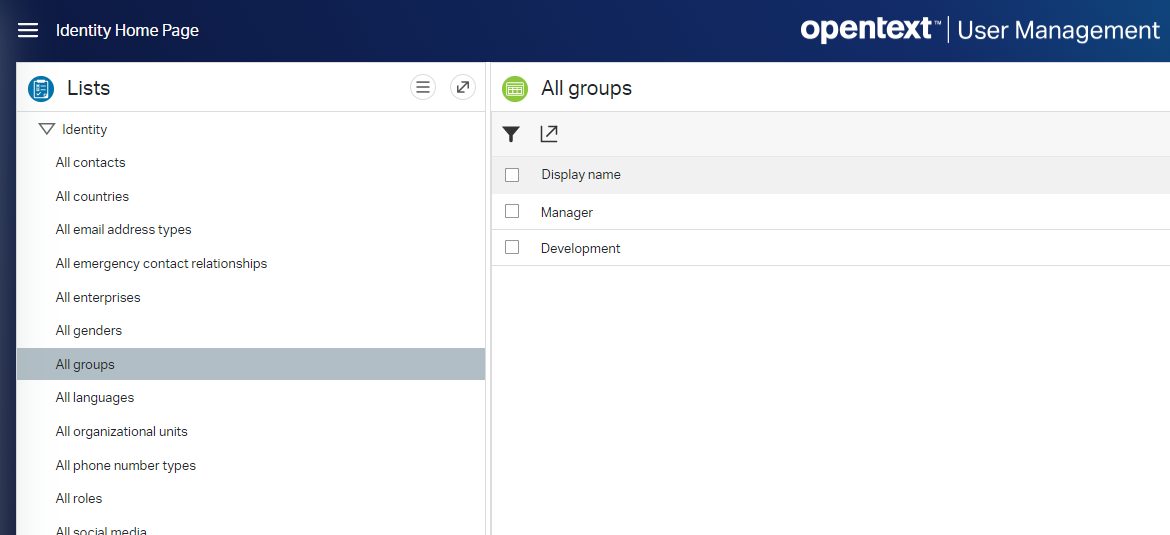 Identity Home Page
opentext™ | User Management
Lists
Identity
All contacts
All countries
All email address types
All emergency contact relationships
All enterprises
All genders
All groups
All languages
All organizational units
All phone number types
All roles
All social media
All groups
Display name
Manager
Development